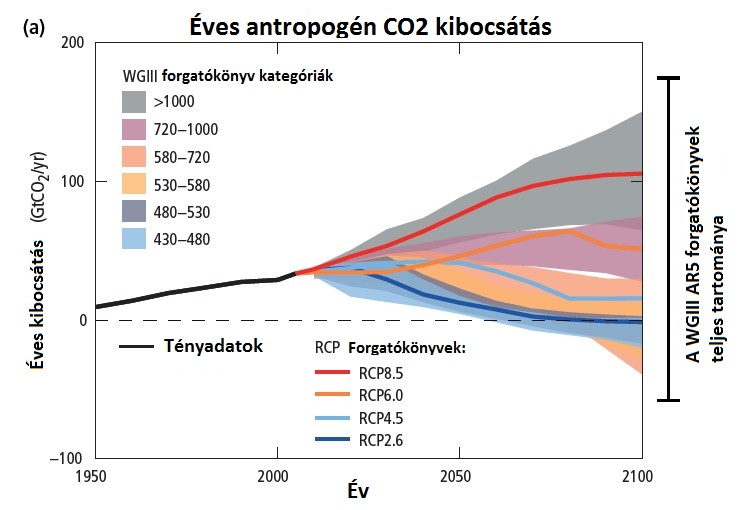 (a)
Éves antropogén CO2 kibocsátás
200
100
0
−100
Éves kibocsátás (GtCO2/yr)
WGIII forgatókönyv kategóriák
>1000
720−1000
580−720
530−580
480−530
430−480
Tényadatok
RCP Forgatókönyvek:
RCP8.5
RCP6.0
RCP4.5
RCP2.6
1950
2000
2050
2100
Év
A WGIII AR5 forgatókönyvek
teljes tartománya